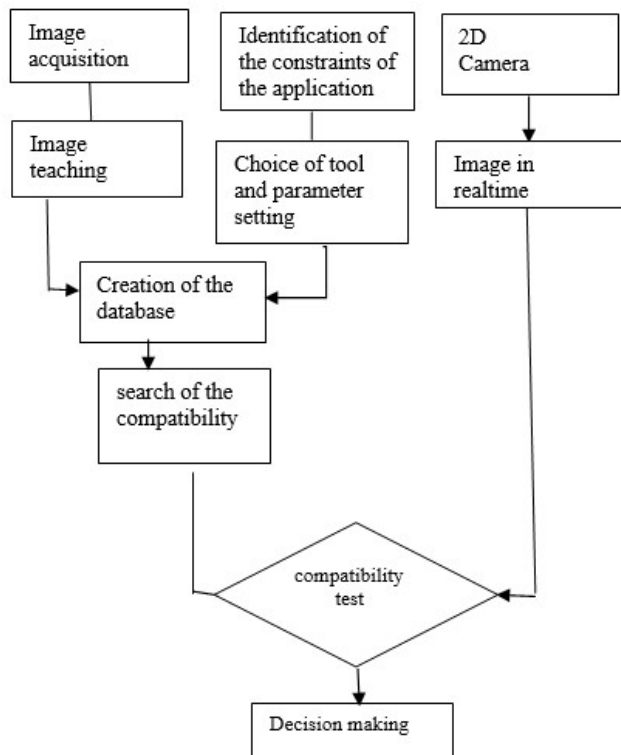 Image
acquisition
Identification of
the constraints of
the application
2D
Camera
Image
teaching
Choice of tool
and parameter
setting
Image in
realtime
Creation of the
database
search of the
compatibility
compatibility
test
Decision making